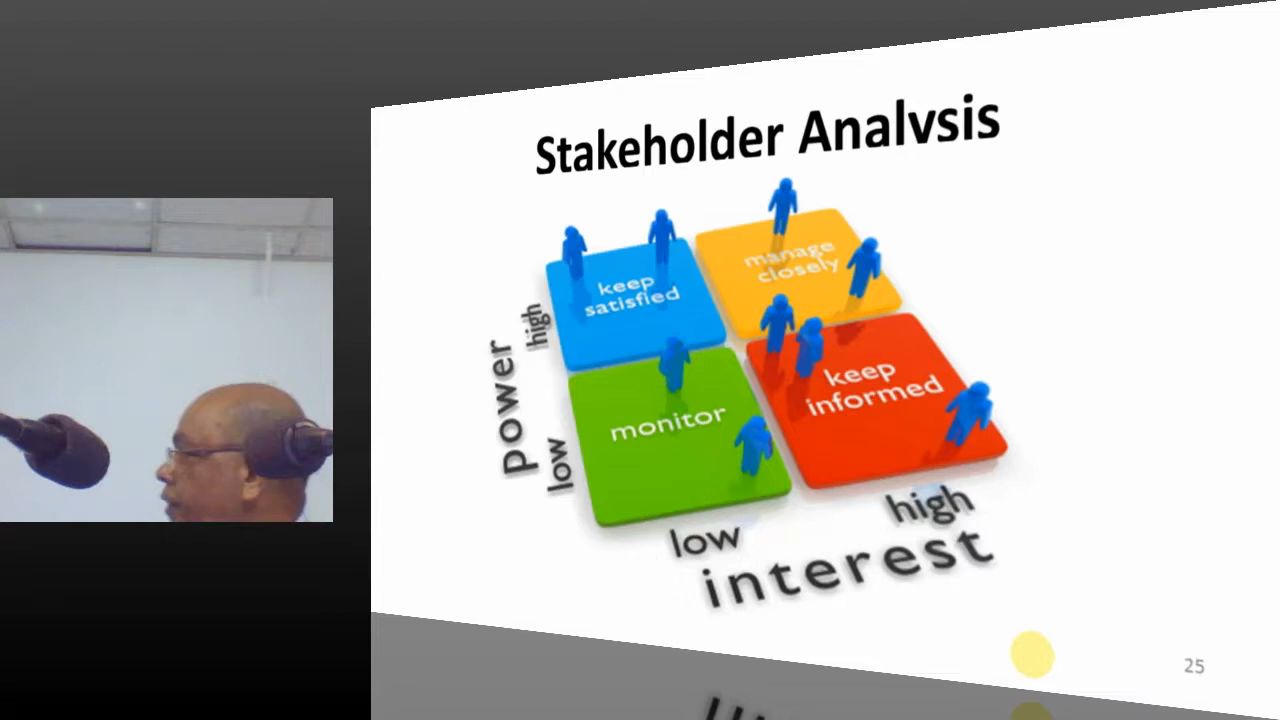 Stakeholder Analysis
keep
satisfied
manage
closely
monitor
keep
informed
power
low
high
low
high
interest
25